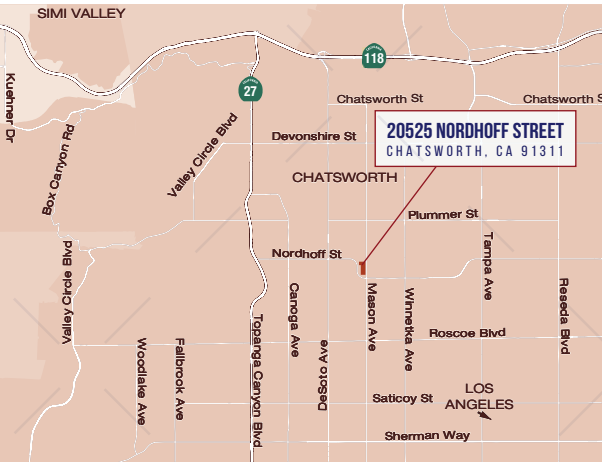 SIMI VALLEY
118
Kuehner Dr
27
Chatsworth St
Chatsworth S
Box Canyon Rd
Valley Circle Blvd
Devonshire St
20525 NORDHOFF STREET
CHATSWORTH, CA 91311
CHATSWORTH
Plummer St
Nordhoff St
Tampa Ave
Valley Circle Blvd
Canoga Ave
Mason Ave
Winnetka Ave
Reseda Blvd
Topanga Canyon Blvd
Roscoe Blvd
Woodlake Ave
Fallbrook Ave
DeSoto Ave
LOS
ANGELES
Saticoy St
Sherman Way